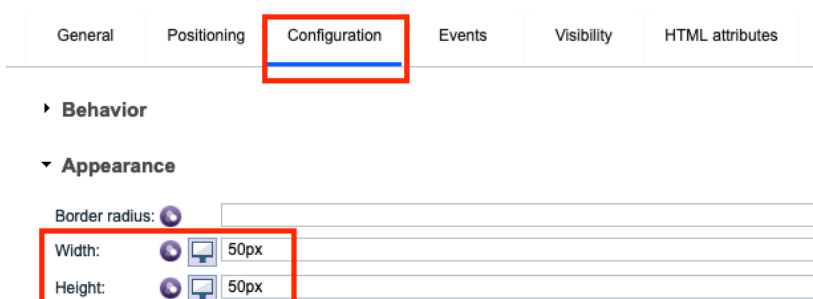 General Positioning Configuration Events Visibility HTML attributes
Behavior
Appearance
Border radius:
Width: 50px
Height: 50px